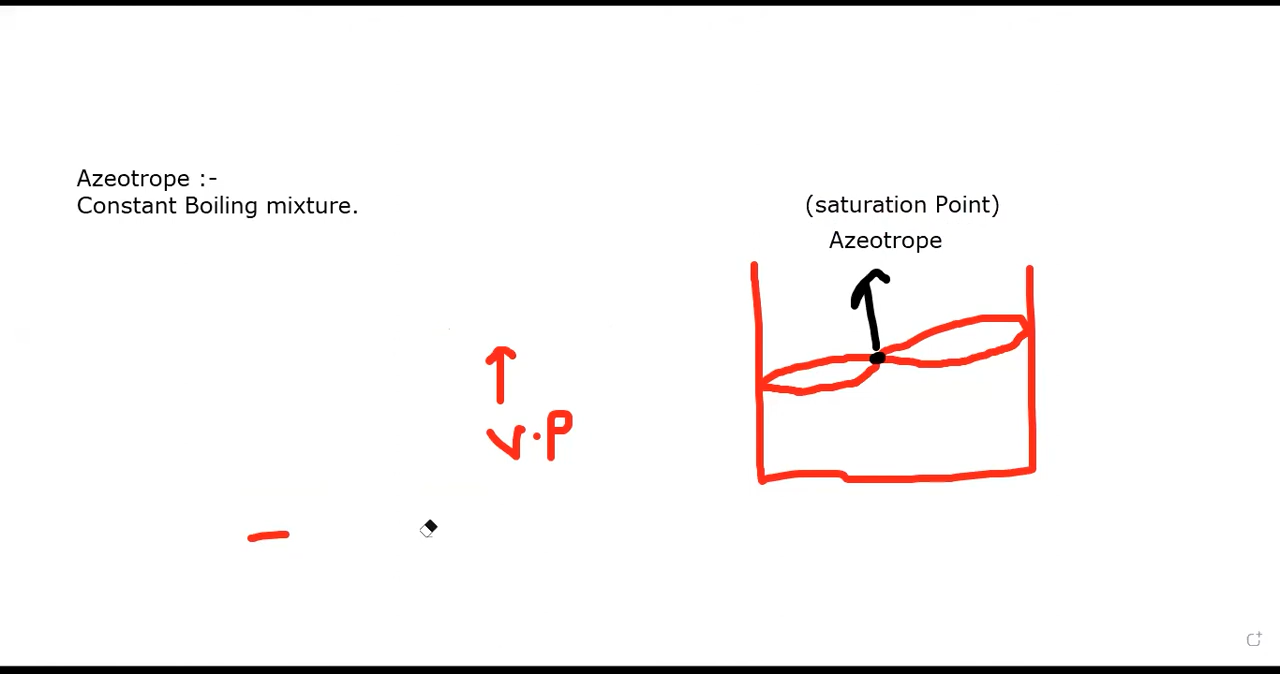 Azeotrope :-
Constant Boiling mixture.
(saturation Point)
Azeotrope
V.P